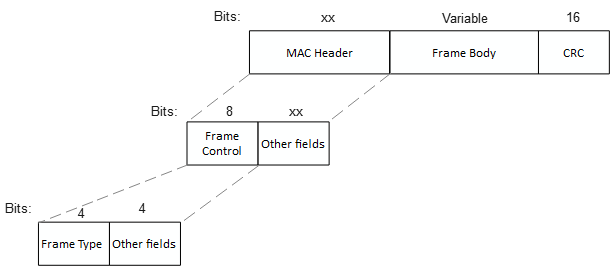 Bits: xx Variable 16
MAC Header Frame Body CRC
Bits: 8 xx
Frame
Control Other fields
Bits: 4 4
Frame Type Other fields